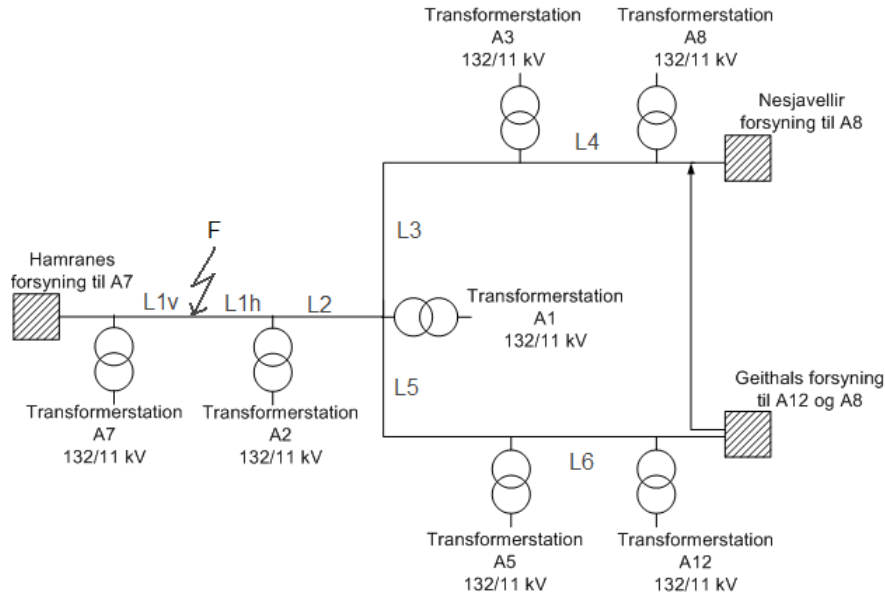 Transformerstation
A3
132/11 kV
Transformerstation
A8
132/11 kV
Nesjavellir
forsyning til A8
L4
L3
F
Hamranes
forsyning til A7
L1v
L1h
L2
Transformerstation
A1
132/11 kV
L5
Geithals forsyning
til A12 og A8
Transformerstation
A7
132/11 kV
Transformerstation
A2
132/11 kV
L6
Transformerstation
A5
132/11 kV
Transformerstation
A12
132/11 kV